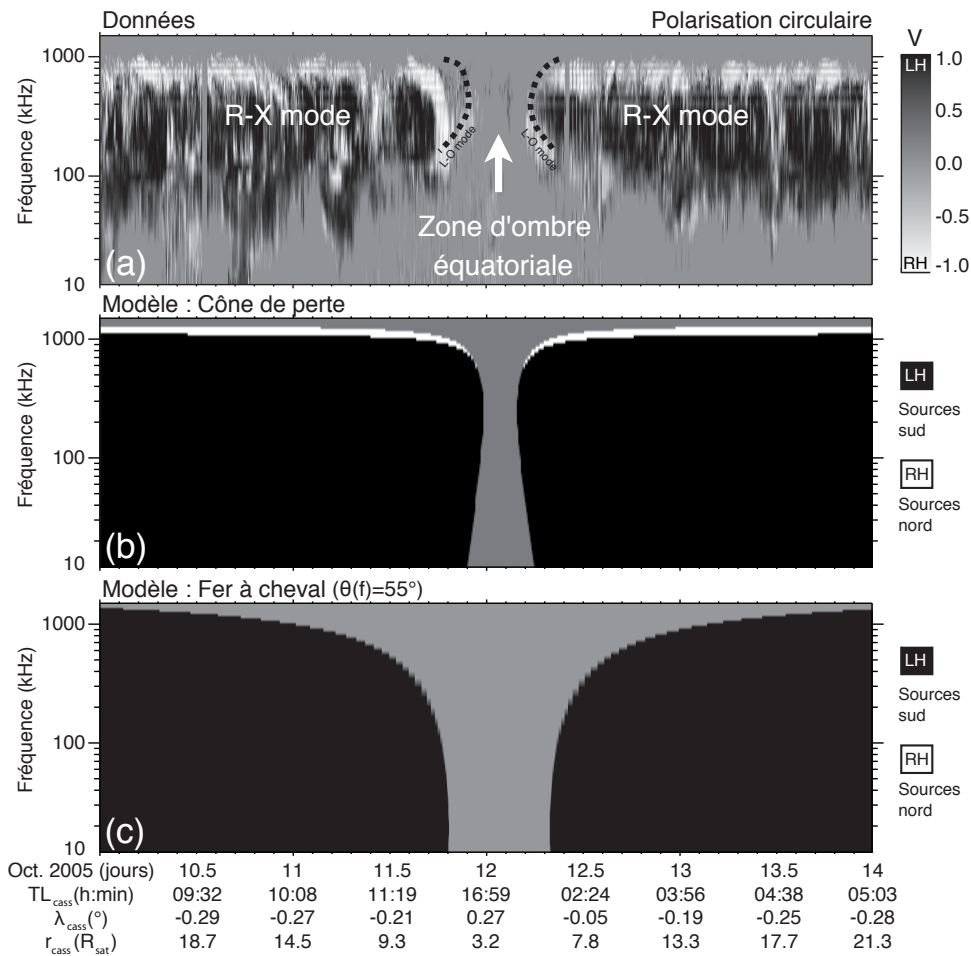 Données Polarisation circulaire
1000
100
10
Fréquence (kHz)
R-X mode
R-X mode
L-O mode
L-O mode
Zone d'ombre
équatoriale
(a)
V
LH
RH
1.0
0.5
0.0
-0.5
-1.0
Modèle : Cône de perte
1000
100
10
Fréquence (kHz)
(b)
LH
Sources
sud
RH
Sources
nord
Modèle : Fer à cheval (θ(f)=55°)
1000
100
10
Fréquence (kHz)
(c)
LH
Sources
sud
RH
Sources
nord
Oct. 2005 (jours) 10.5 11 11.5 12 12.5 13 13.5 14
TLcass(h:min) 09:32 10:08 11:19 16:59 02:24 03:56 04:38 05:03
λcass(°) -0.29 -0.27 -0.21 0.27 -0.05 -0.19 -0.25 -0.28
rcass(Rsat) 18.7 14.5 9.3 3.2 7.8 13.3 17.7 21.3